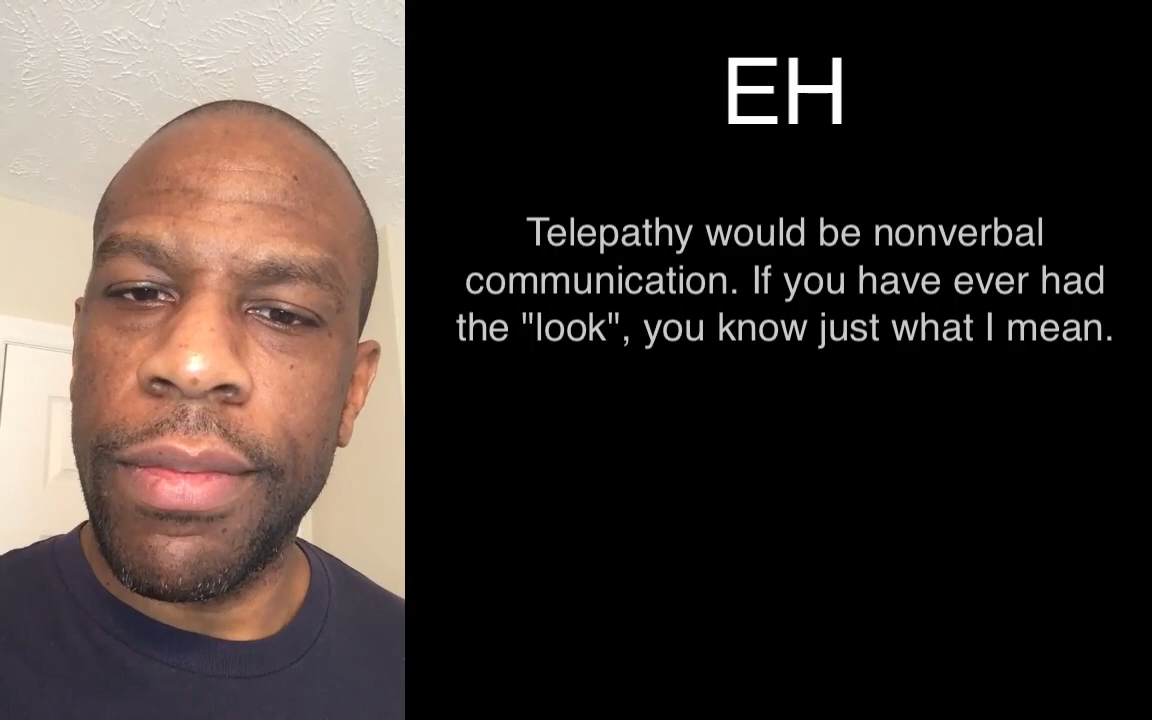 EH
Telepathy would be nonverbal
communication. If you have ever had
the "look", you know just what I mean.